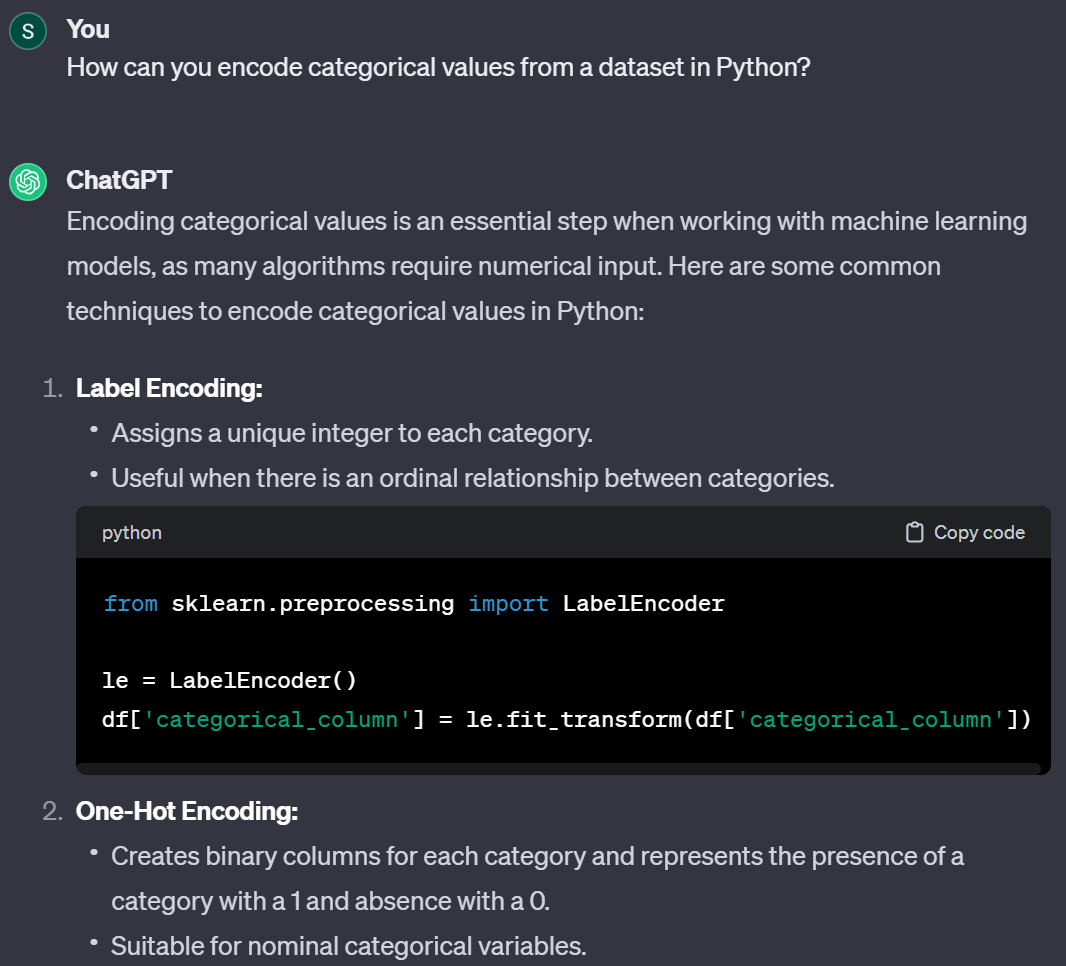 S
You
How can you encode categorical values from a dataset in Python?
ChatGPT
Encoding categorical values is an essential step when working with machine learning
models, as many algorithms require numerical input. Here are some common
techniques to encode categorical values in Python:
1. Label Encoding:
• Assigns a unique integer to each category.
• Useful when there is an ordinal relationship between categories.
python Copy code
from sklearn.preprocessing import LabelEncoder
le = LabelEncoder()
df['categorical_column'] = le.fit_transform(df['categorical_column'])
2. One-Hot Encoding:
• Creates binary columns for each category and represents the presence of a
category with a 1 and absence with a 0.
• Suitable for nominal categorical variables.